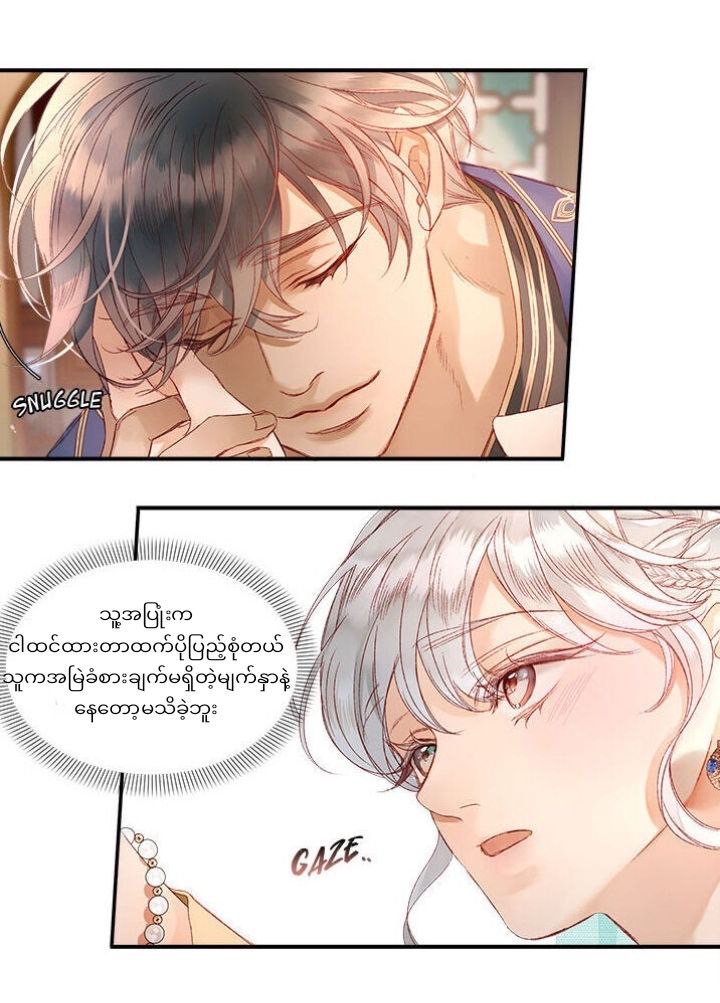 SNUGGLE
သူ့အပြုံးက
ငါထင်ထားတာထက်ပိုပြည့်စုံတယ်
သူကအမြဲခံစားချက်မရှိတဲ့မျက်နှာနဲ့
နေတော့မသိခဲ့ဘူး
GAZE..